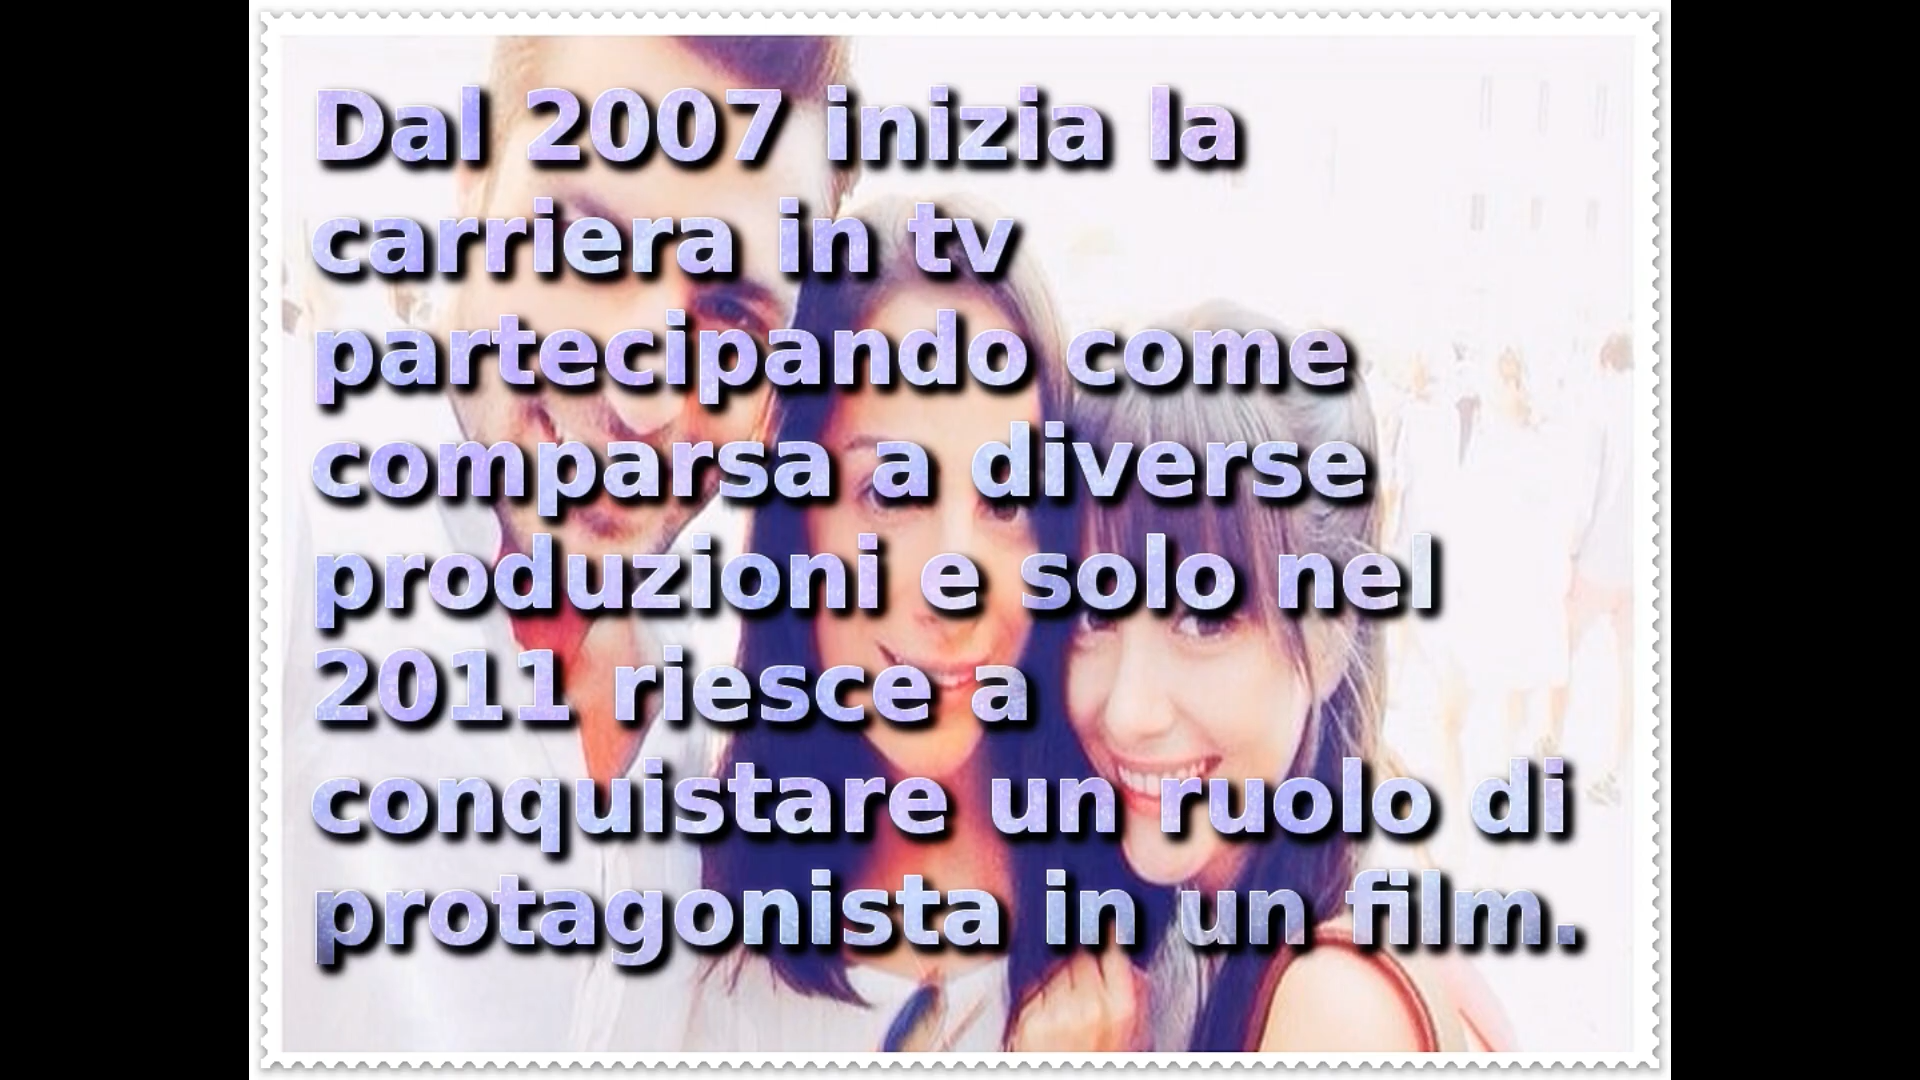 Dal 2007 inizia la
carriera in tv
partecipando come
comparsa a diverse
produzioni e solo nel
2011 riesce a
conquistare un ruolo di
protagonista in un film.